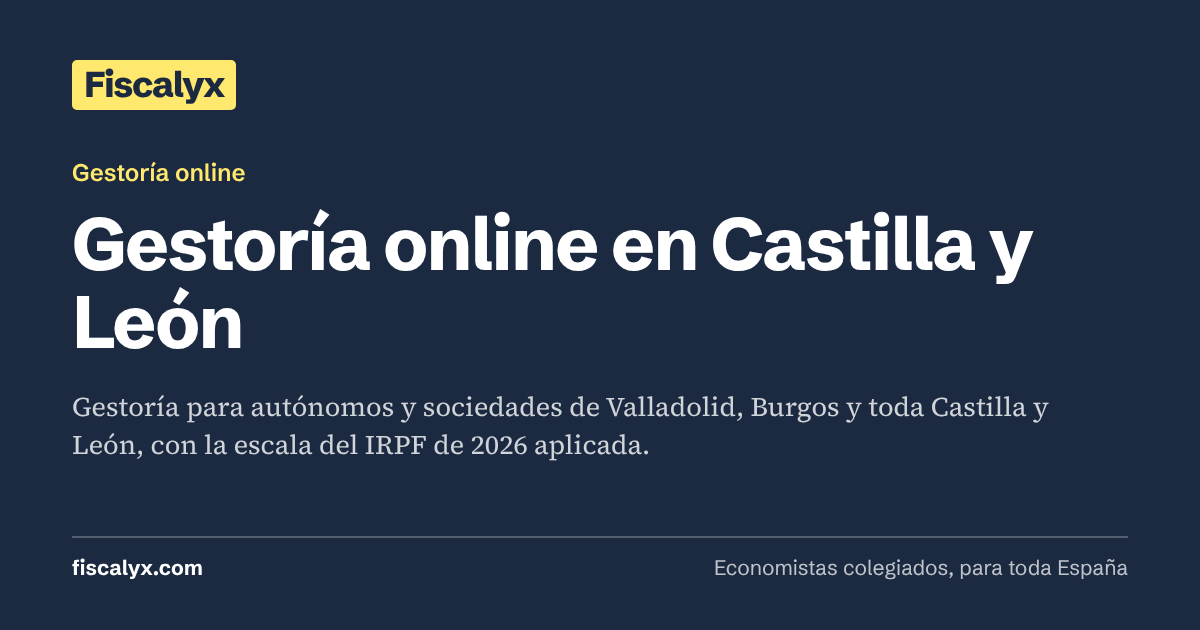 Fiscalyx
Gestoría online
Gestoría online en Castilla y
León
Gestoría para autónomos y sociedades de Valladolid, Burgos y toda Castilla y
León, con la escala del IRPF de 2026 aplicada.
fiscalyx.com
Economistas colegiados, para toda España